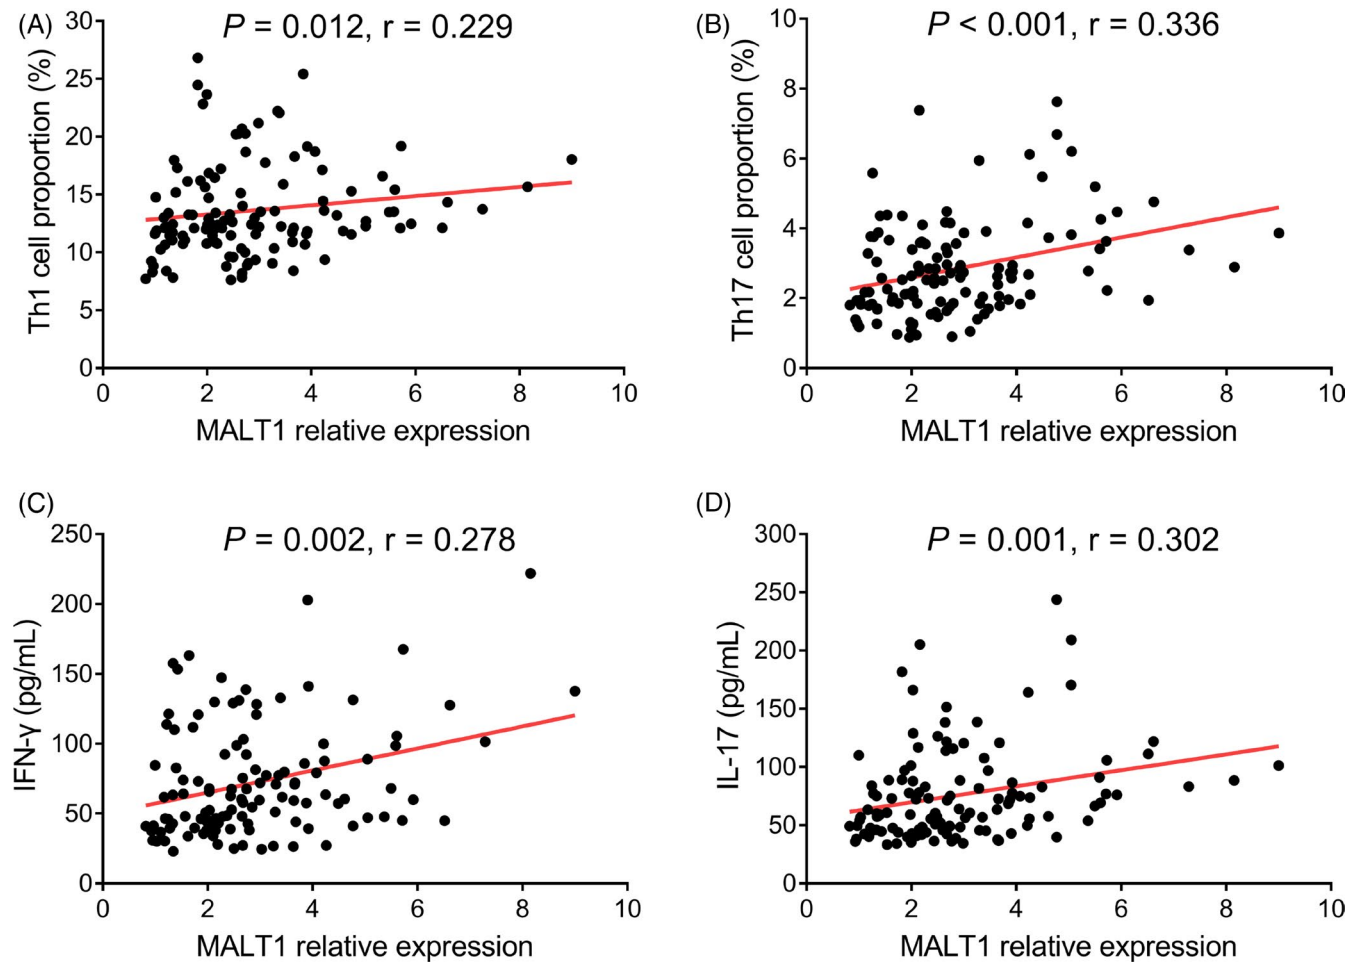 (A)
P = 0.012, r = 0.229
Th1 cell proportion (%)
30
25
20
15
10
5
0
0 2 4 6 8 10
MALT1 relative expression
(B)
P < 0.001, r = 0.336
Th17 cell proportion (%)
10
8
6
4
2
0
0 2 4 6 8 10
MALT1 relative expression
(C)
P = 0.002, r = 0.278
IFN-γ (pg/mL)
250
200
150
100
50
0
0 2 4 6 8 10
MALT1 relative expression
(D)
P = 0.001, r = 0.302
IL-17 (pg/mL)
300
250
200
150
100
50
0
0 2 4 6 8 10
MALT1 relative expression